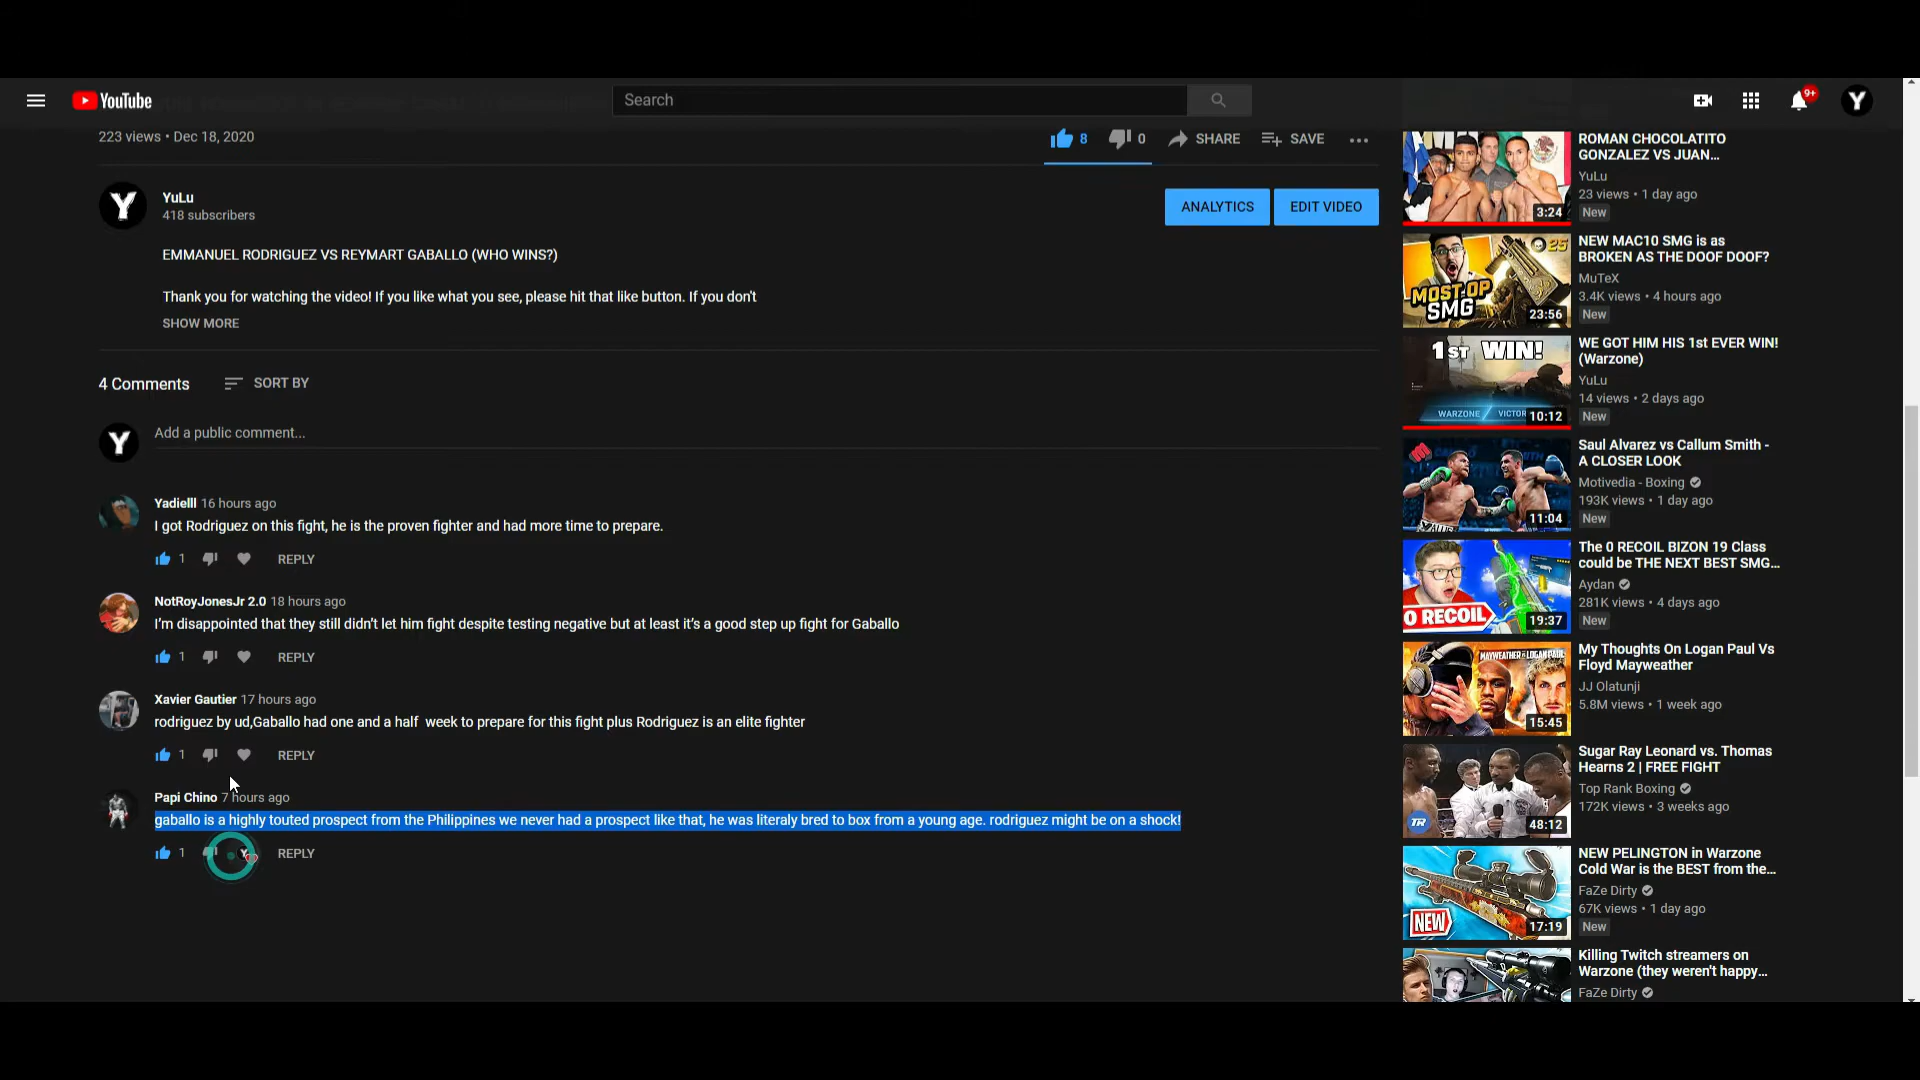 YouTube
Search
9+
Y
223 views • Dec 18, 2020
8
0
SHARE
SAVE
Y
YuLu
418 subscribers
ANALYTICS
EDIT VIDEO
EMMANUEL RODRIGUEZ VS REYMART GABALLO (WHO WINS?)
Thank you for watching the video! If you like what you see, please hit that like button. If you don't
SHOW MORE
4 Comments
SORT BY
Y
Add a public comment...
Yadielll 16 hours ago
I got Rodriguez on this fight, he is the proven fighter and had more time to prepare.
1
REPLY
NotRoyJonesJr 2.0 18 hours ago
I'm disappointed that they still didn't let him fight despite testing negative but at least it's a good step up fight for Gaballo
1
REPLY
Xavier Gautier 17 hours ago
rodriguez by ud,Gaballo had one and a half week to prepare for this fight plus Rodriguez is an elite fighter
1
REPLY
Papi Chino 7 hours ago
gaballo is a highly touted prospect from the Philippines we never had a prospect like that, he was literaly bred to box from a young age. rodriguez might be on a shock!
1
Y
REPLY
3:24
ROMAN CHOCOLATITO
GONZALEZ VS JUAN...
YuLu
23 views • 1 day ago
New
25
MOST OP
SMG
23:56
NEW MAC10 SMG is as
BROKEN AS THE DOOF DOOF?
MuTeX
3.4K views • 4 hours ago
New
1ST WIN!
WARZONE VICTOR
10:12
WE GOT HIM HIS 1st EVER WIN!
(Warzone)
YuLu
14 views • 2 days ago
New
11:04
Saul Alvarez vs Callum Smith -
A CLOSER LOOK
Motivedia - Boxing
193K views • 1 day ago
New
0 RECOIL
19:37
The 0 RECOIL BIZON 19 Class
could be THE NEXT BEST SMG...
Aydan
281K views • 4 days ago
New
MAYWEATHER LOGAN PAUL
15:45
My Thoughts On Logan Paul Vs
Floyd Mayweather
JJ Olatunji
5.8M views • 1 week ago
TR
48:12
Sugar Ray Leonard vs. Thomas
Hearns 2 | FREE FIGHT
Top Rank Boxing
172K views • 3 weeks ago
NEW
17:19
NEW PELINGTON in Warzone
Cold War is the BEST from the...
FaZe Dirty
67K views • 1 day ago
New
Killing Twitch streamers on
Warzone (they weren't happy...
FaZe Dirty